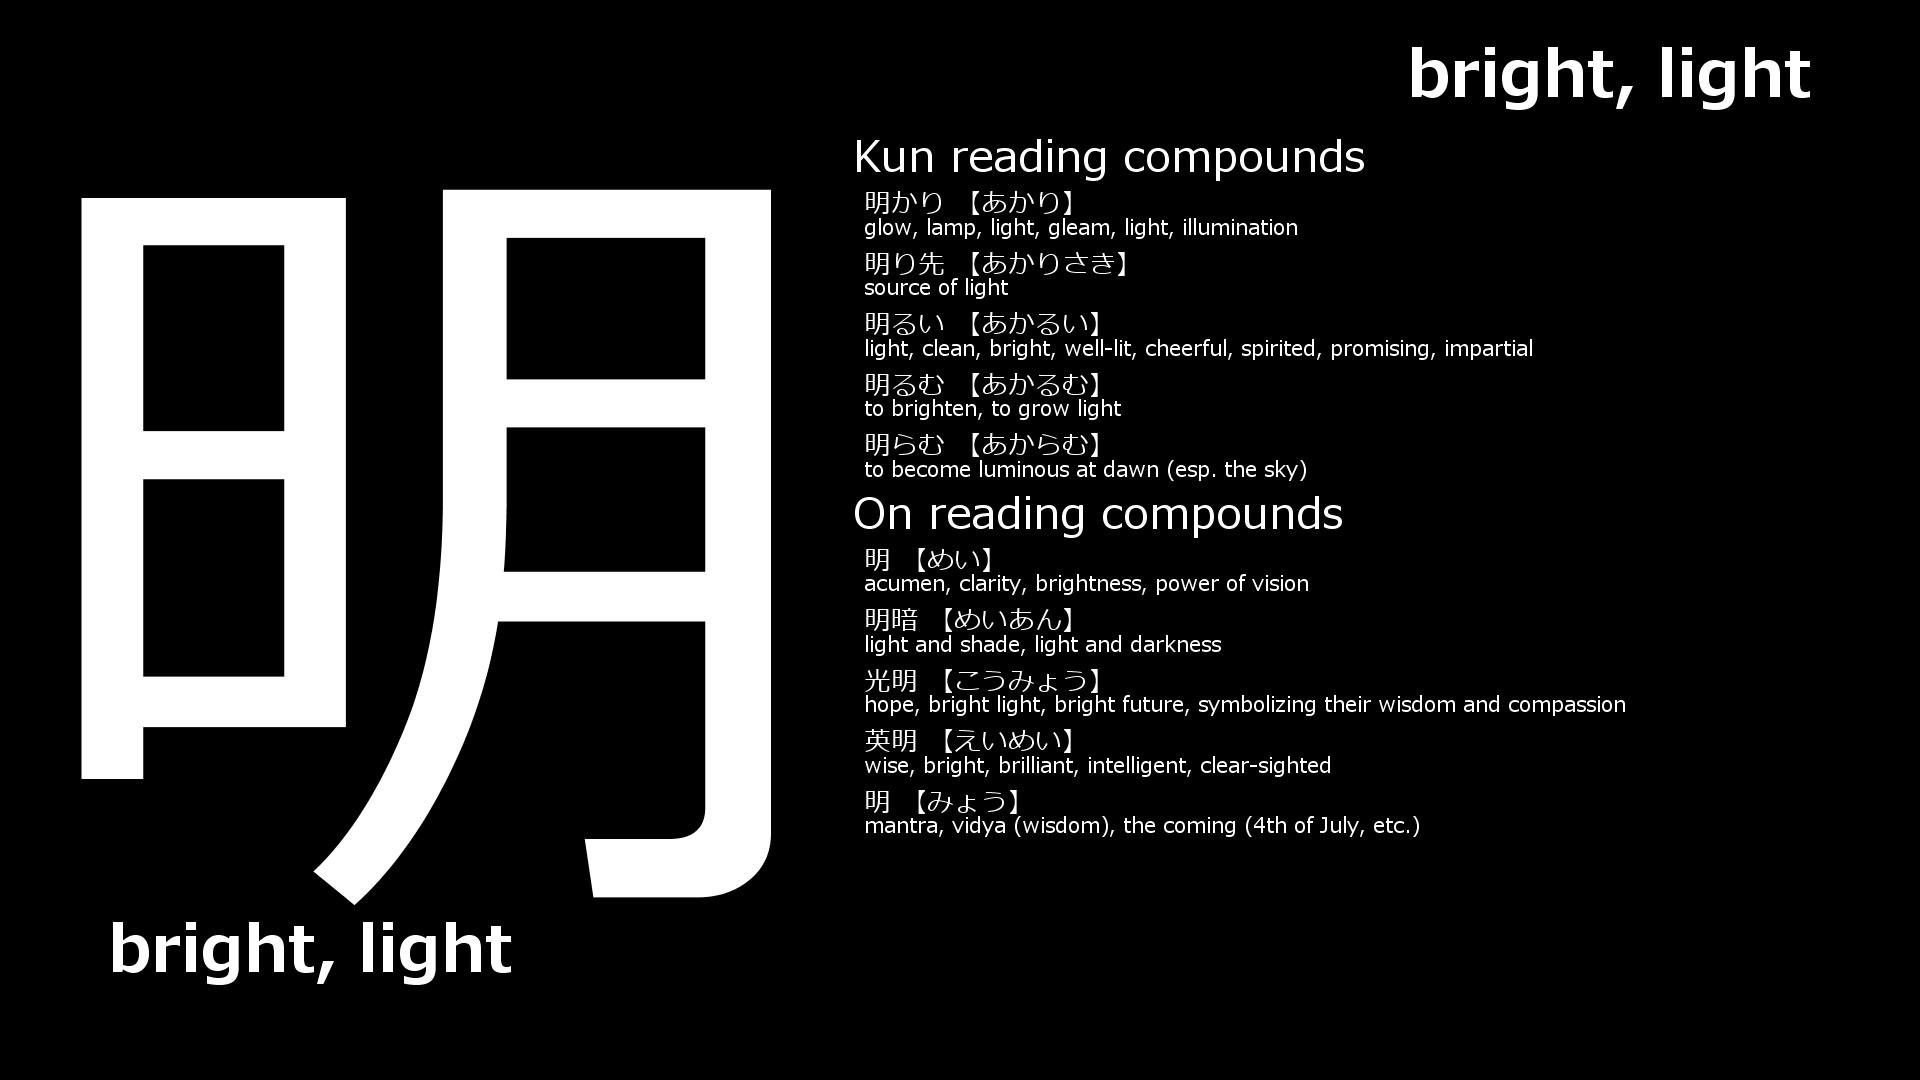 bright, light
明
bright, light
Kun reading compounds
明かり 【あかり】
glow, lamp, light, gleam, light, illumination
明り先 【あかりさき】
source of light
明るい 【あかるい】
light, clean, bright, well-lit, cheerful, spirited, promising, impartial
明るむ 【あかるむ】
to brighten, to grow light
明らむ 【あからむ】
to become luminous at dawn (esp. the sky)
On reading compounds
明 【めい】
acumen, clarity, brightness, power of vision
明暗 【めいあん】
light and shade, light and darkness
光明 【こうみょう】
hope, bright light, bright future, symbolizing their wisdom and compassion
英明 【えいめい】
wise, bright, brilliant, intelligent, clear-sighted
明 【みょう】
mantra, vidya (wisdom), the coming (4th of July, etc.)